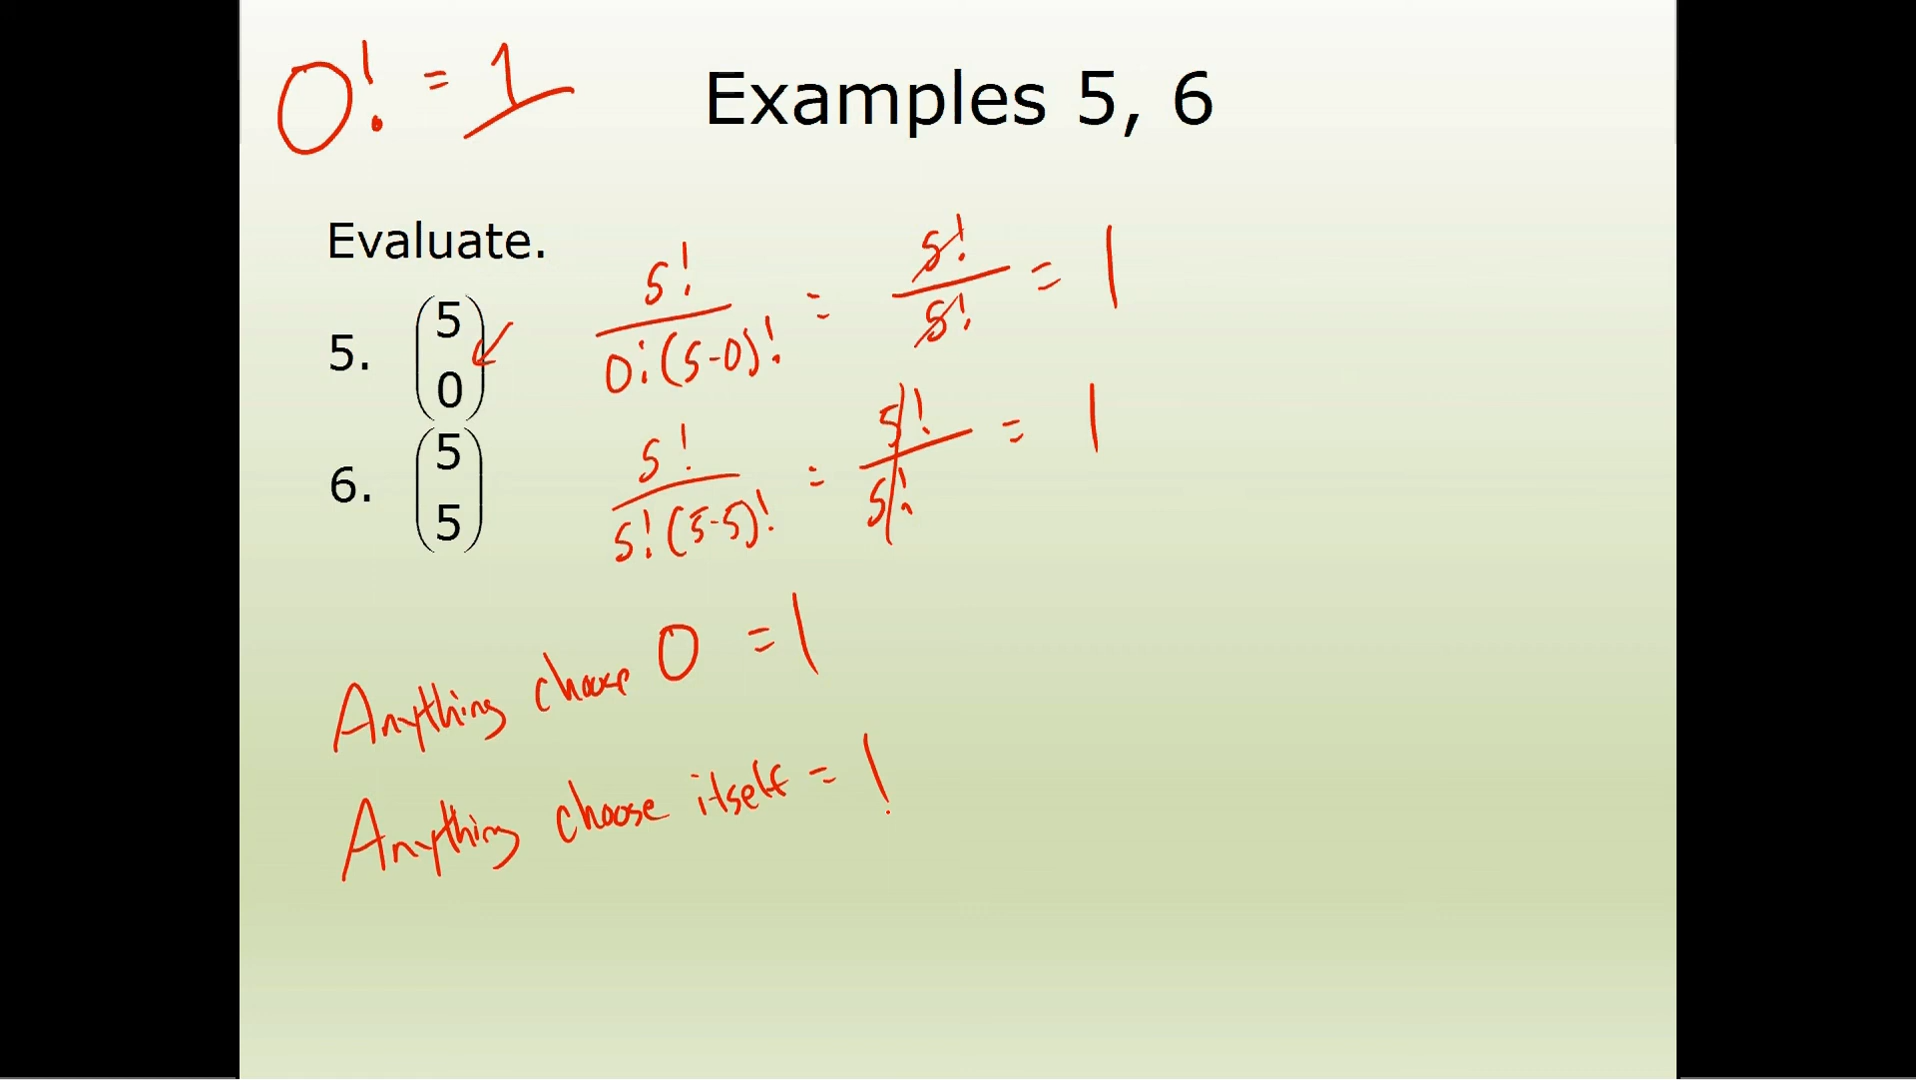 0! = 1
Examples 5, 6
Evaluate.
5. (5 0) 5! / 0!(5-0)! = 5! / 5! = 1
6. (5 5) 5! / 5!(5-5)! = 5! / 5! = 1
Anything choose 0 = 1
Anything choose itself = 1